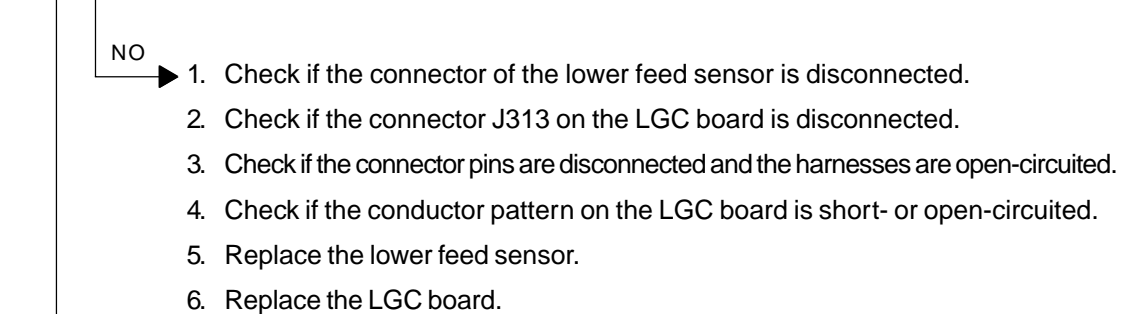 NO
1. Check if the connector of the lower feed sensor is disconnected.
2. Check if the connector J313 on the LGC board is disconnected.
3. Check if the connector pins are disconnected and the harnesses are open-circuited.
4. Check if the conductor pattern on the LGC board is short- or open-circuited.
5. Replace the lower feed sensor.
6. Replace the LGC board.